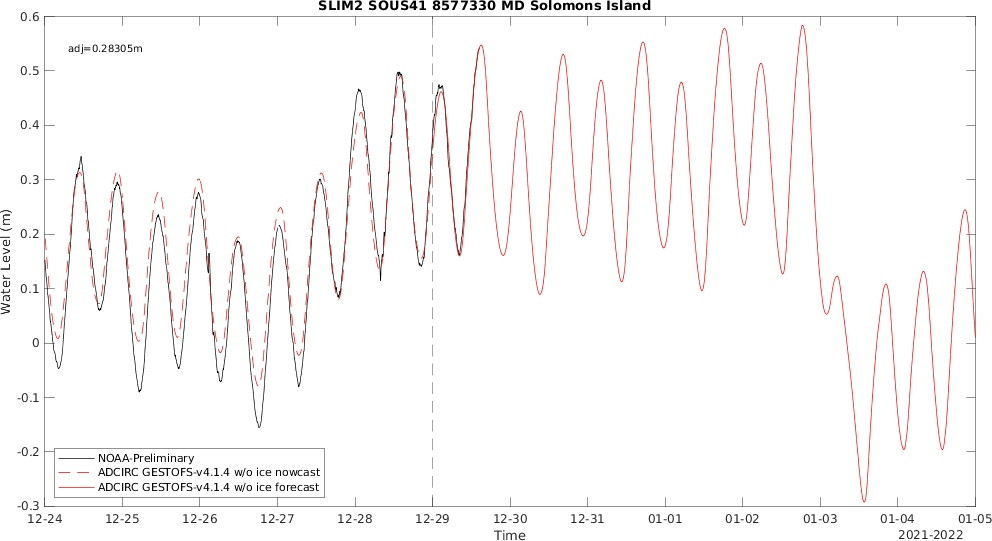 SLIM2 SOUS41 8577330 MD Solomons Island
adj=0.28305m
0.6
0.5
0.4
0.3
0.2
0.1
0
-0.1
-0.2
-0.3
Water Level (m)
NOAA-Preliminary
ADCIRC GESTOFS-v4.1.4 w/o ice nowcast
ADCIRC GESTOFS-v4.1.4 w/o ice forecast
12-24 12-25 12-26 12-27 12-28 12-29 12-30 12-31 01-01 01-02 01-03 01-04 01-05
Time
2021-2022